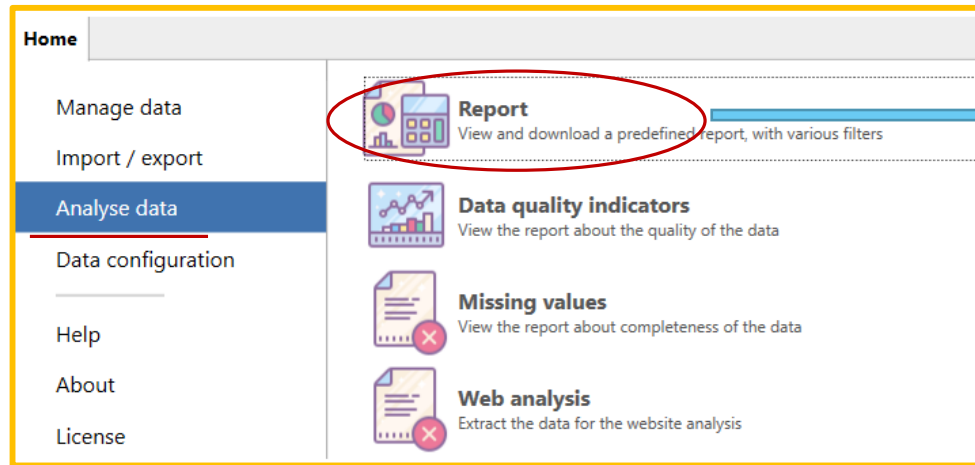 Home
Manage data
Import / export
Analyse data
Data configuration
Help
About
License
Report
View and download a predefined report, with various filters
Data quality indicators
View the report about the quality of the data
Missing values
View the report about completeness of the data
Web analysis
Extract the data for the website analysis